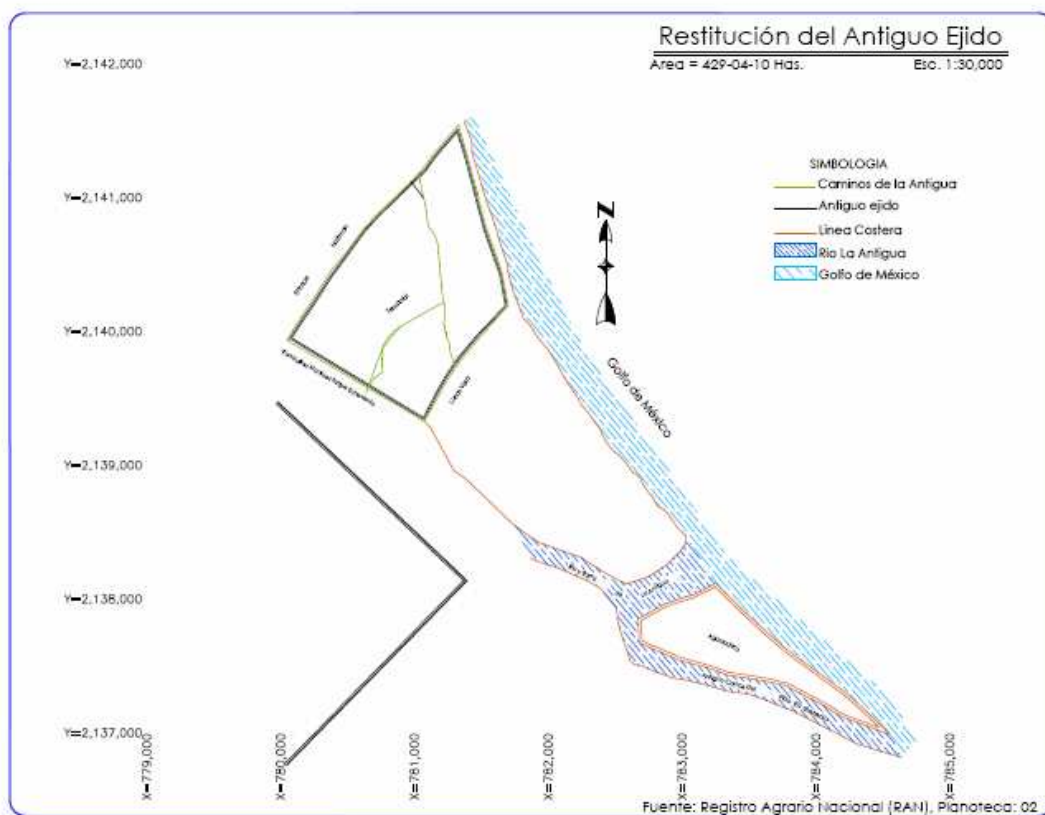 Restitución del Antiguo Ejido
Area = 429-04-10 Has. Esc. 1:30,000
Y=2,142,000
SIMBOLOGIA
Caminos de la Antigua
Y=2,141,000
Antiguo ejido
Linea Costera
Rio La Antigua
Golfo de México
N
Y=2,140,000
Golfo de México
Y=2,139,000
Y=2,138,000
Y=2,137,000
X=779,000
X=780,000
X=781,000
X=782,000
X=783,000
X=784,000
X=785,000
Fuente: Registro Agrario Nacional (RAN), Planoteca: 02